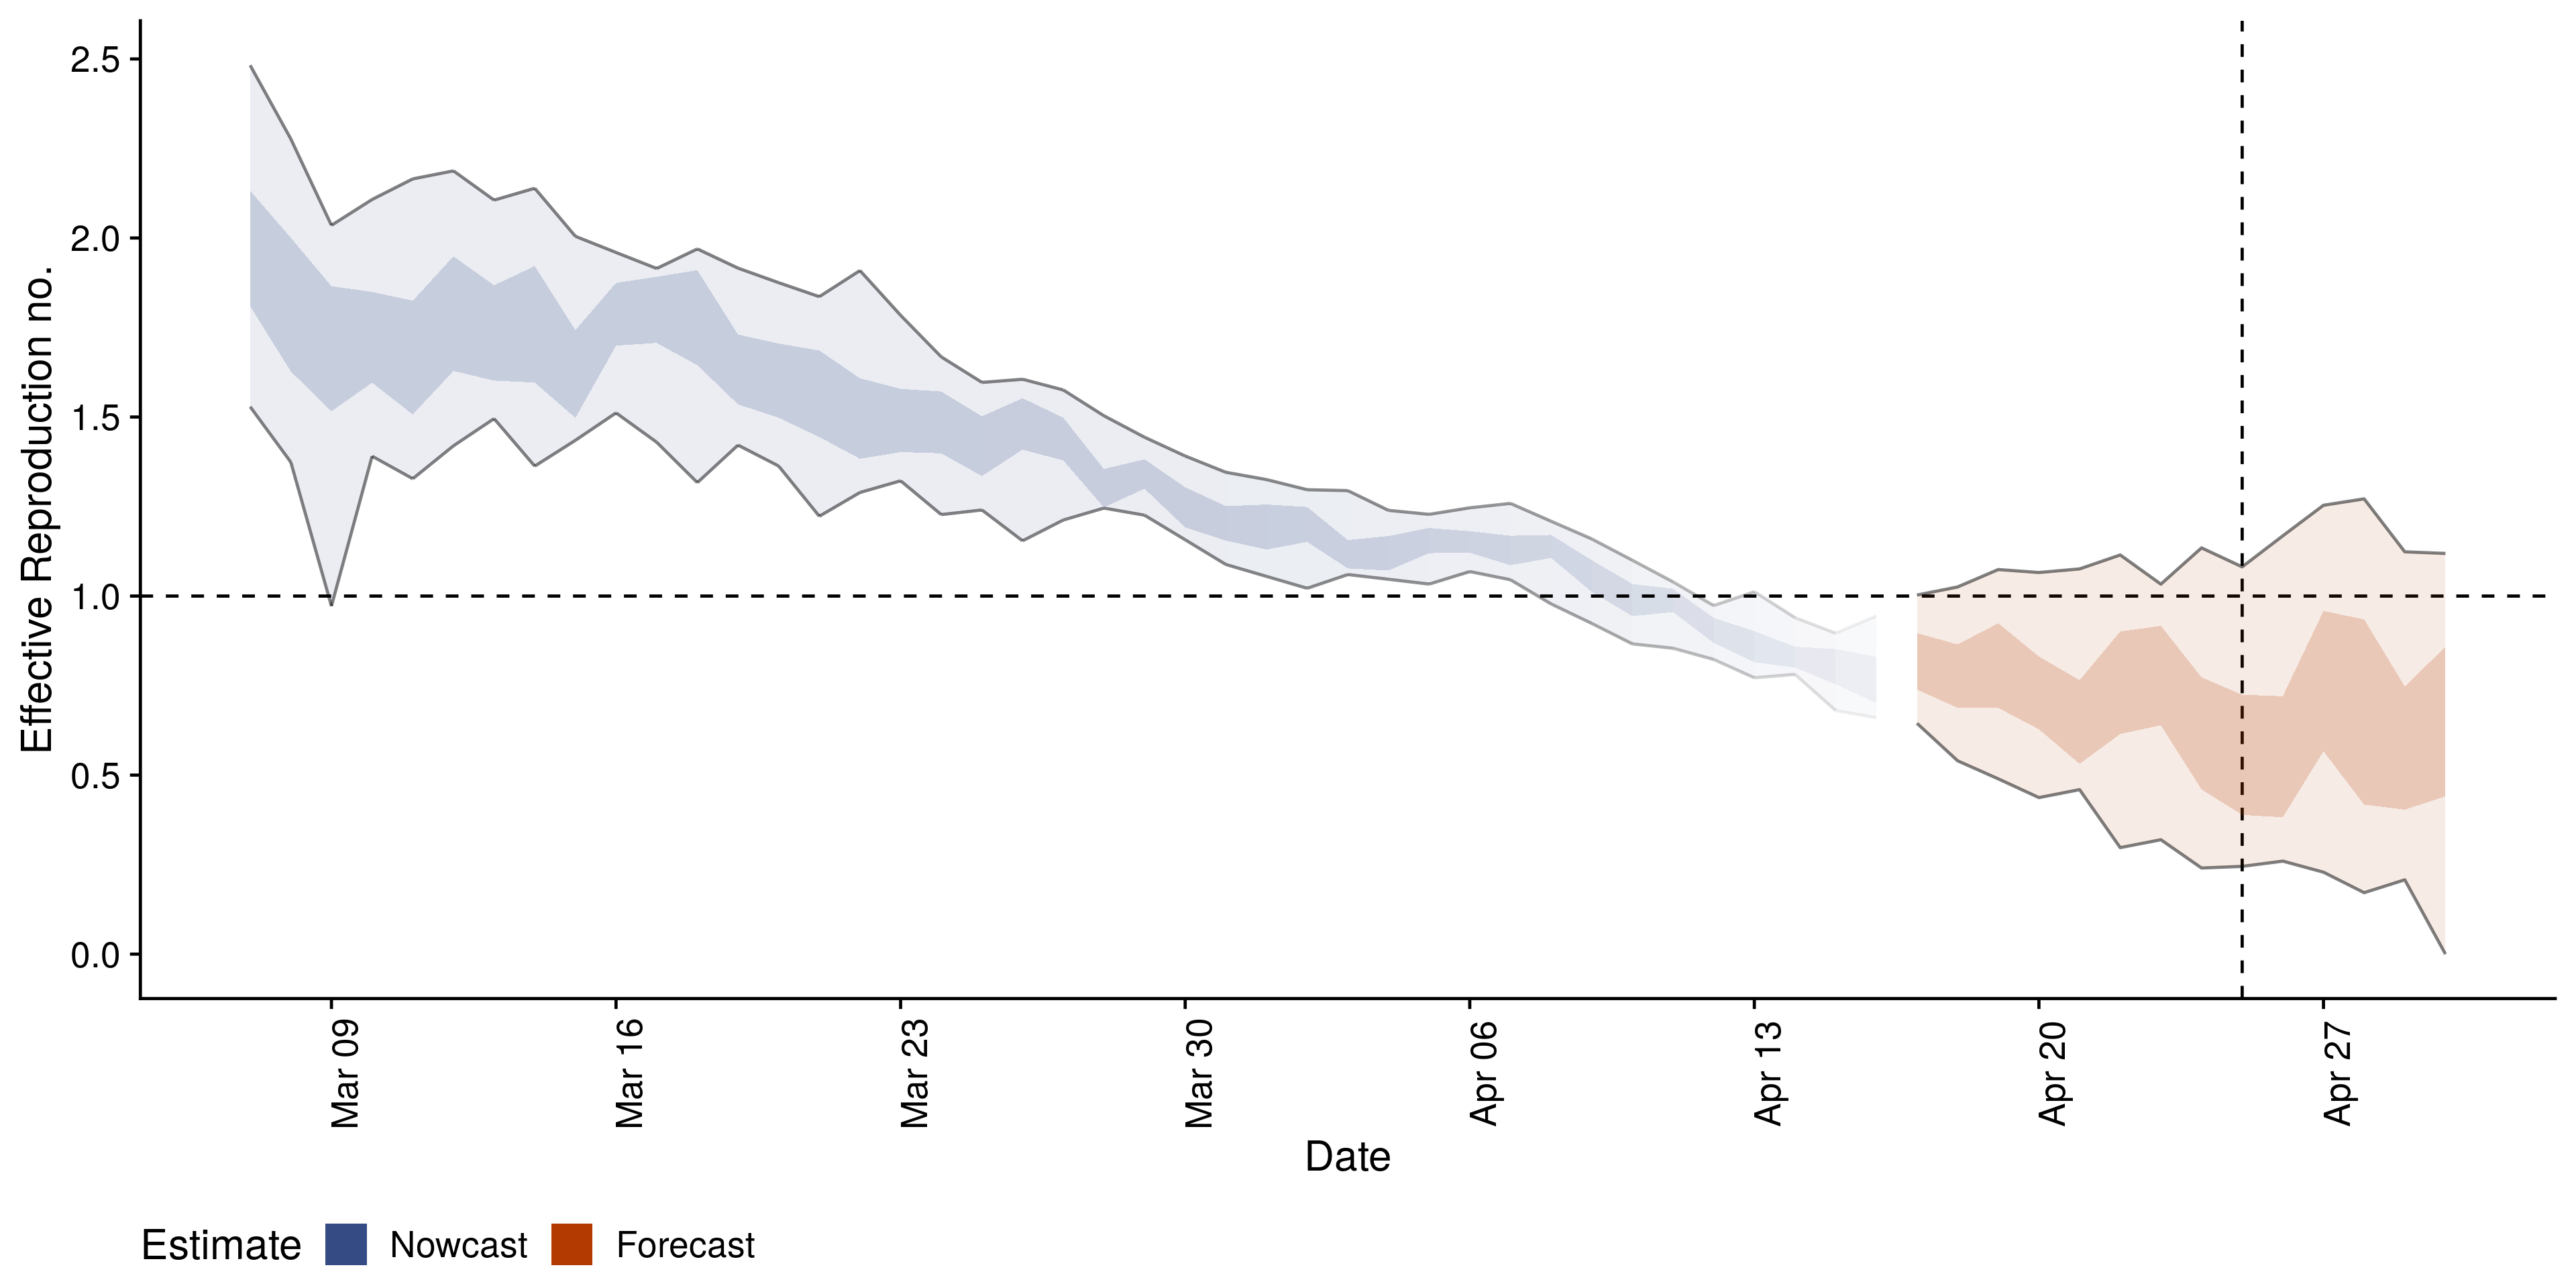 Effective Reproduction no.
2.5
2.0
1.5
1.0
0.5
0.0
Mar 09
Mar 16
Mar 23
Mar 30
Apr 06
Apr 13
Apr 20
Apr 27
Date
Estimate Nowcast Forecast